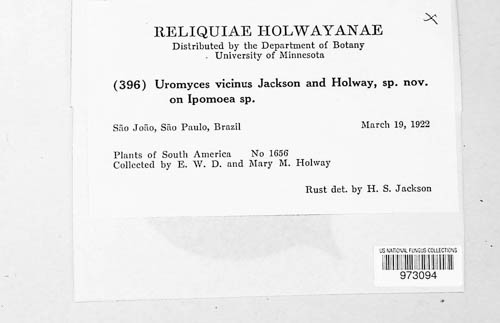 RELIQUIAE HOLWAYANAE
Distributed by the Department of Botany
University of Minnesota
(396) Uromyces vicinus Jackson and Holway, sp. nov.
on Ipomoea sp.
São João, São Paulo, Brazil March 19, 1922
Plants of South America No 1656
Collected by E. W. D. and Mary M. Holway
Rust det. by H. S. Jackson
US NATIONAL FUNGUS COLLECTIONS
973094